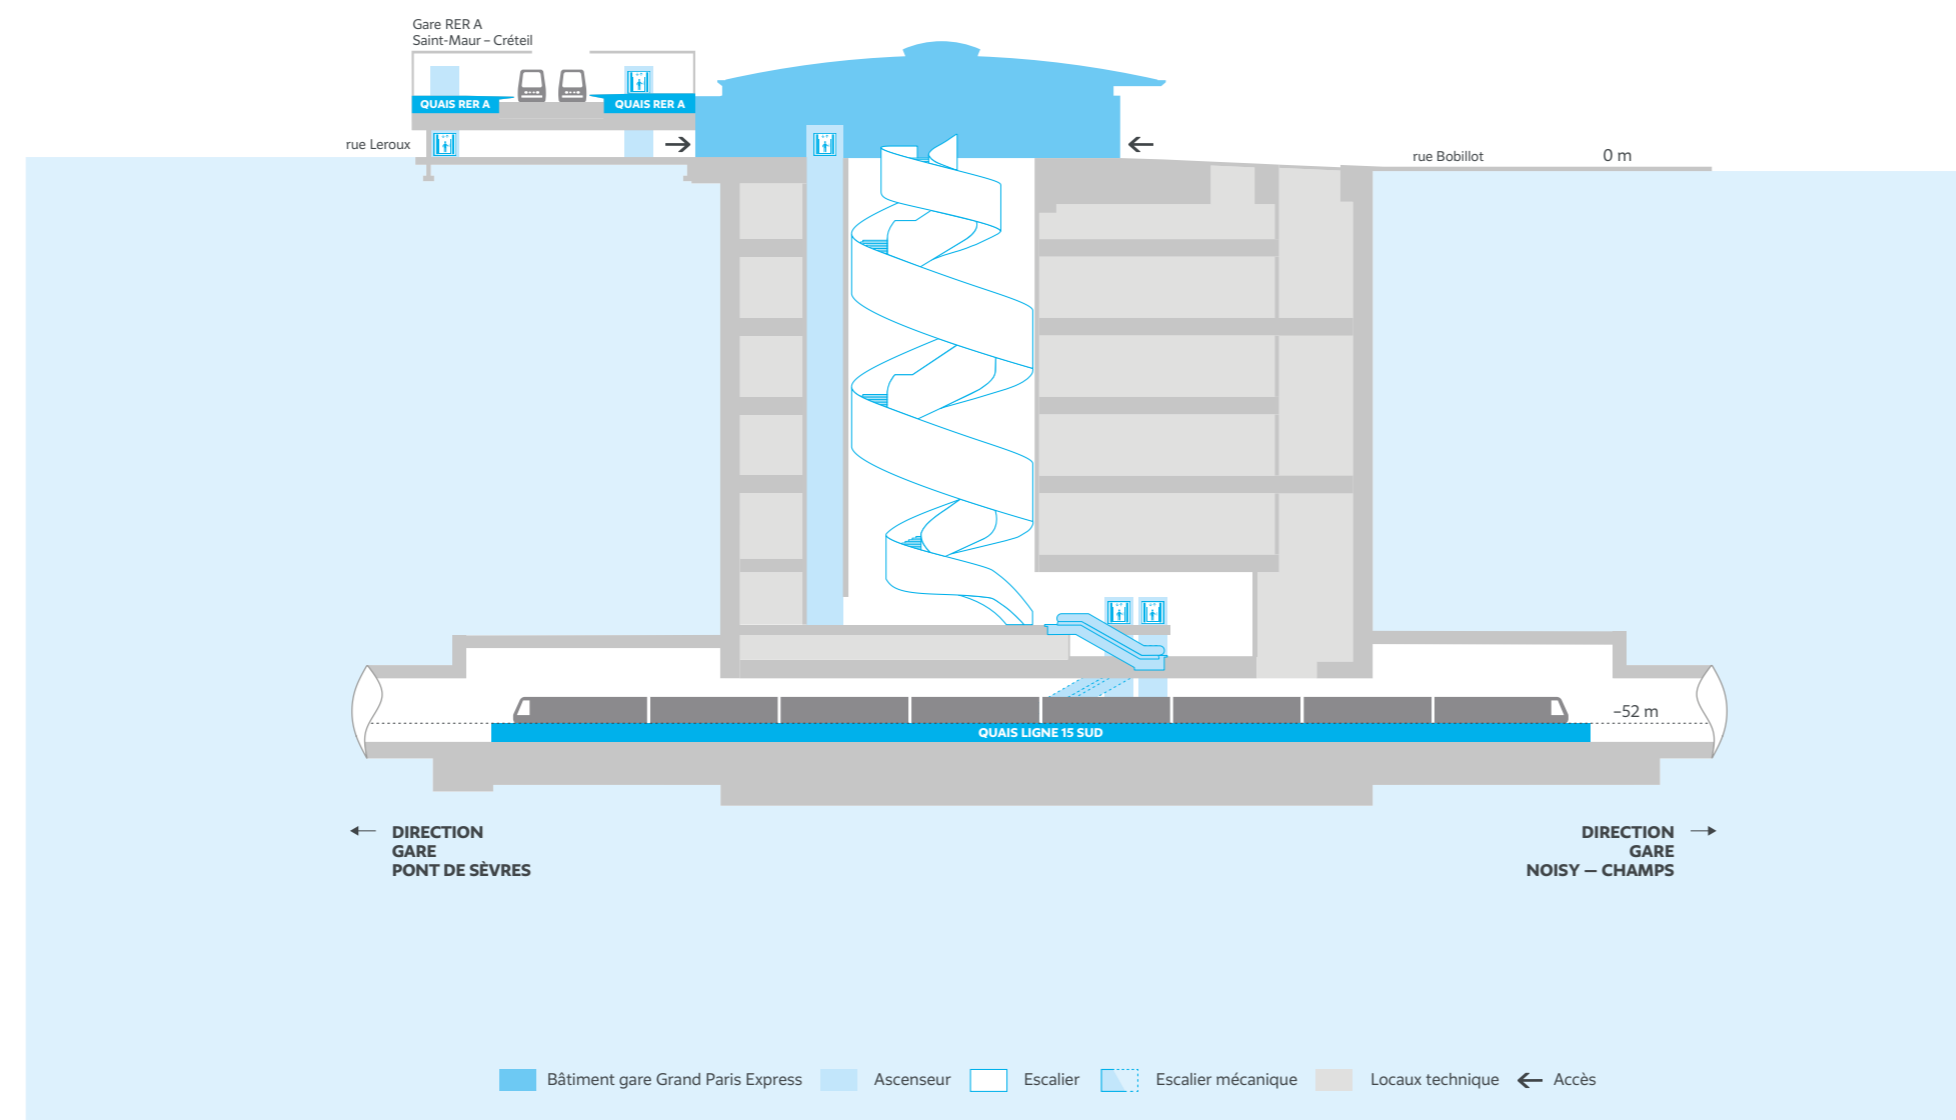 Gare RER A
Saint-Maur – Créteil
QUAIS RER A
QUAIS RER A
rue Leroux
rue Bobillot
0 m
–52 m
QUAIS LIGNE 15 SUD
DIRECTION
GARE
PONT DE SÈVRES
DIRECTION
GARE
NOISY – CHAMPS
Bâtiment gare Grand Paris Express
Ascenseur
Escalier
Escalier mécanique
Locaux technique
Accès